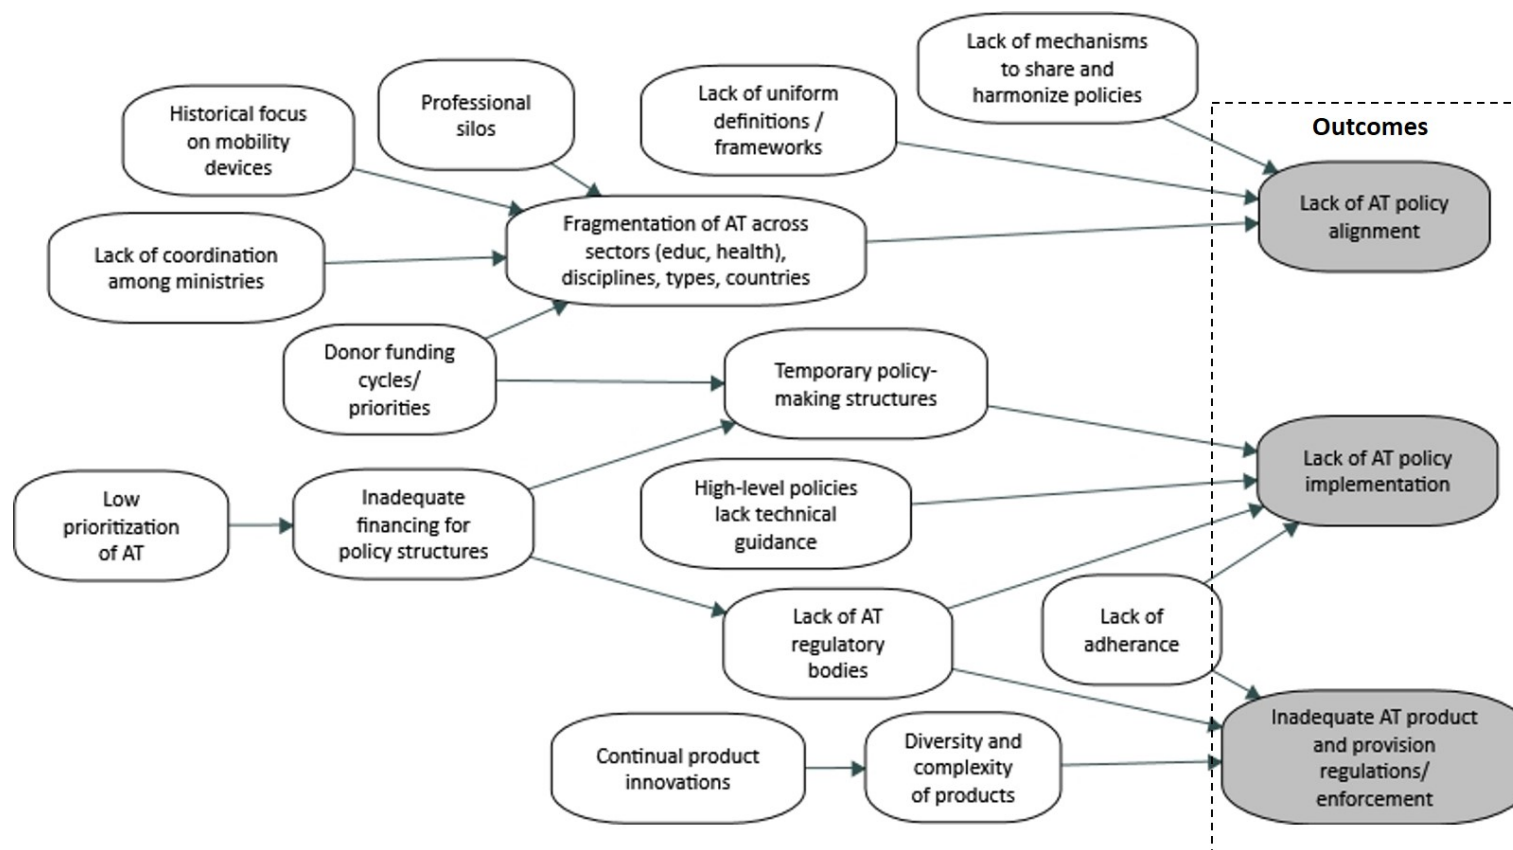 Lack of mechanisms
to share and
harmonize policies
Professional
silos
Lack of uniform
definitions /
frameworks
Historical focus
on mobility
devices
Outcomes
Lack of AT policy
alignment
Fragmentation of AT across
sectors (educ, health),
disciplines, types, countries
Lack of coordination
among ministries
Donor funding
cycles/
priorities
Temporary policy-
making structures
Lack of AT policy
implementation
High-level policies
lack technical
guidance
Low
prioritization
of AT
Inadequate
financing for
policy structures
Lack of AT
regulatory
bodies
Lack of
adherance
Inadequate AT product
and provision
regulations/
enforcement
Continual product
innovations
Diversity and
complexity
of products